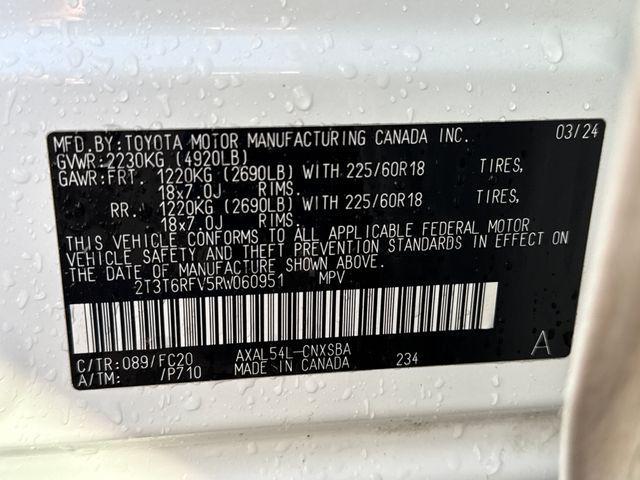 MFD.BY:TOYOTA MOTOR MANUFACTURING CANADA INC. 03/24
GVWR:2230KG (4920LB)
GAWR:FRT. 1220KG (2690LB) WITH 225/60R18 TIRES,
18x7.0J RIMS.
RR. 1220KG (2690LB) WITH 225/60R18 TIRES,
18x7.0J RIMS.
THIS VEHICLE CONFORMS TO ALL APPLICABLE FEDERAL MOTOR
VEHICLE SAFETY AND THEFT PREVENTION STANDARDS IN EFFECT ON
THE DATE OF MANUFACTURE SHOWN ABOVE.
2T3T6RFV5RW060951 MPV
C/TR:089/FC20 AXAL54L-CNXSBA 234 A
A/TM: /P710 MADE IN CANADA